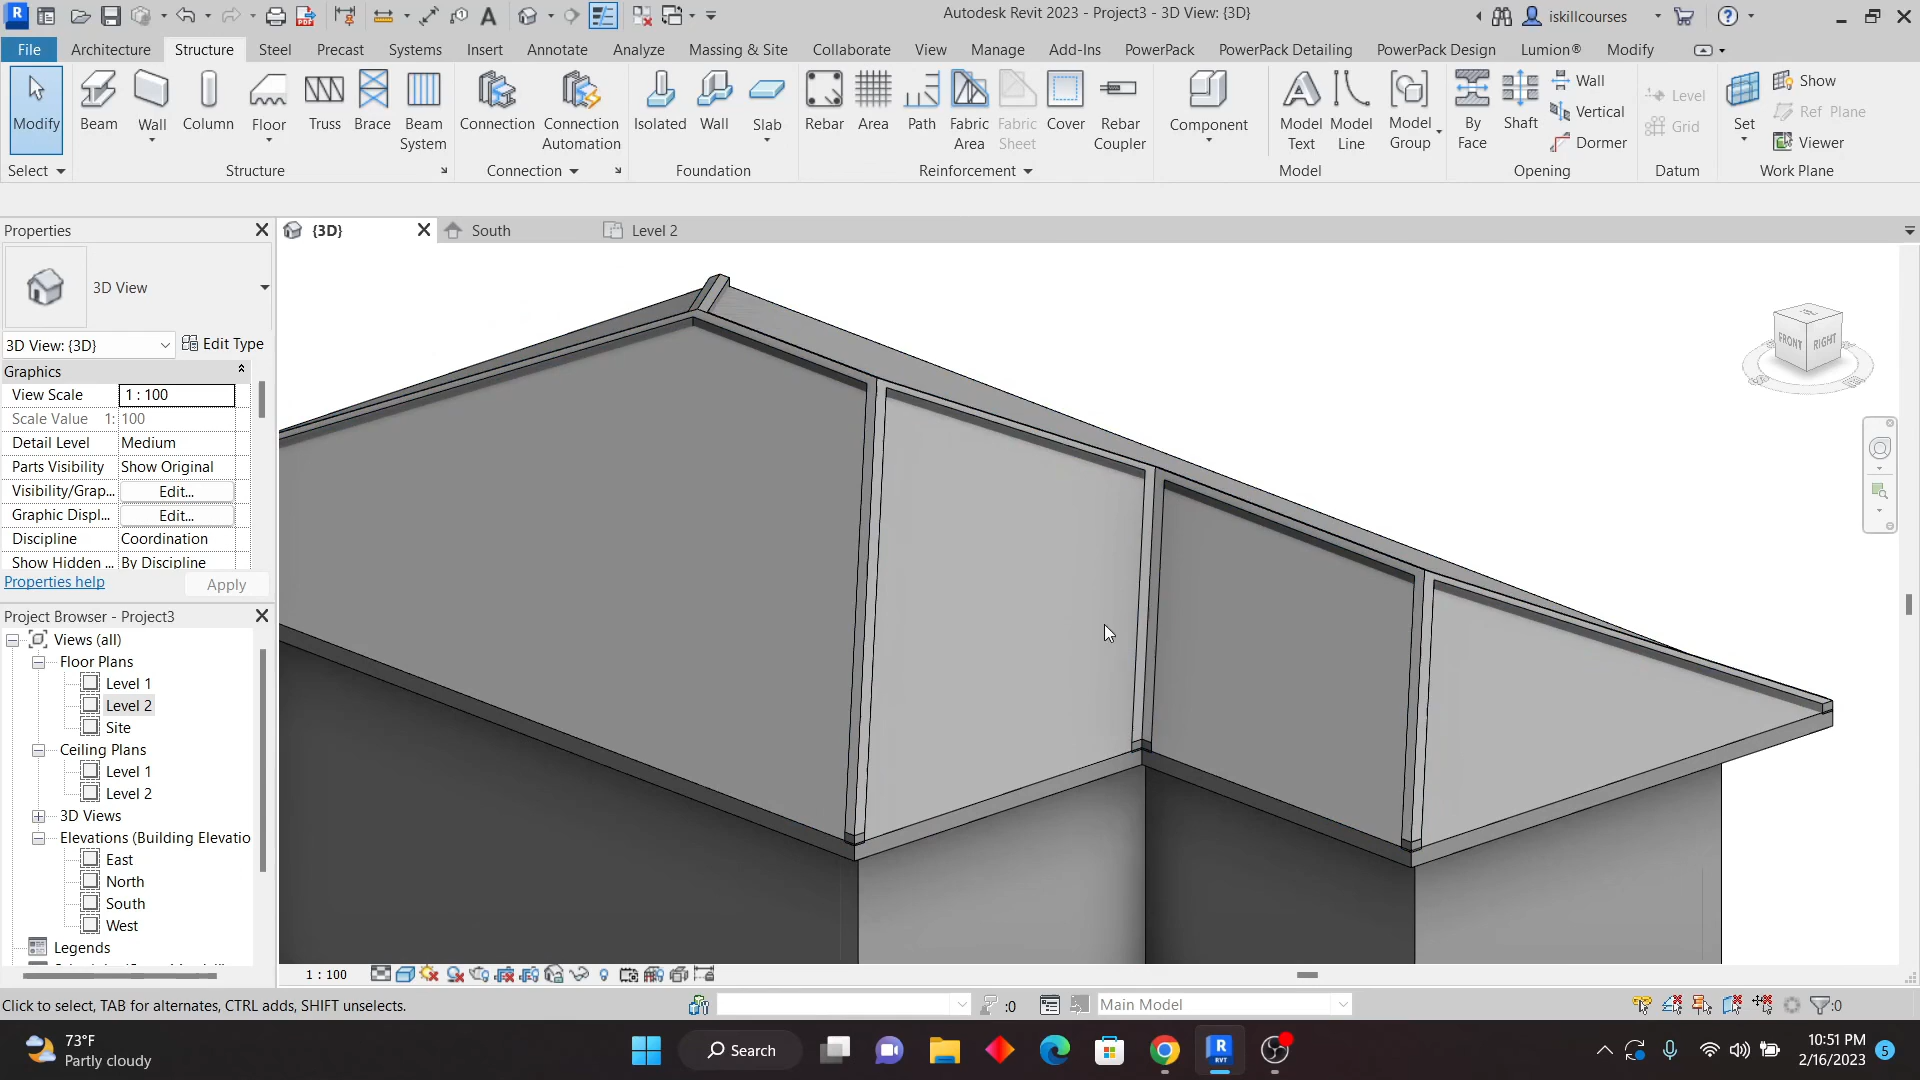 Autodesk Revit 2023 - Project3 - 3D View: {3D}
iskillcourses
File Architecture Structure Steel Precast Systems Insert Annotate Analyze Massing & Site Collaborate View Manage Add-Ins PowerPack PowerPack Detailing PowerPack Design Lumion® Modify
Modify Beam Wall Column Floor Truss Brace Beam System Connection Connection Automation Isolated Wall Slab Rebar Area Path Fabric Area Fabric Sheet Cover Rebar Coupler Component Model Text Model Line Model Group By Face Shaft Wall Vertical Dormer Level Grid Set Show Ref Plane Viewer
Select Structure Connection Foundation Reinforcement Model Opening Datum Work Plane
Properties
{3D} South Level 2
3D View
3D View: {3D} Edit Type
Graphics
View Scale 1 : 100
Scale Value 1: 100
Detail Level Medium
Parts Visibility Show Original
Visibility/Grap... Edit...
Graphic Displ... Edit...
Discipline Coordination
Show Hidden ... By Discipline
Properties help Apply
FRONT RIGHT
Project Browser - Project3
Views (all)
Floor Plans
Level 1
Level 2
Site
Ceiling Plans
Level 1
Level 2
3D Views
Elevations (Building Elevatio
East
North
South
West
Legends
1 : 100
Click to select, TAB for alternates, CTRL adds, SHIFT unselects.
:0
Main Model
:0
73°F
Partly cloudy
Search
10:51 PM
2/16/2023
5